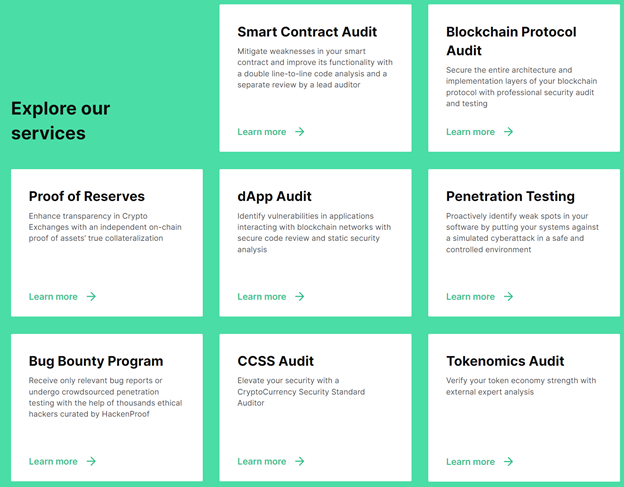 Explore our
services
Smart Contract Audit
Mitigate weaknesses in your smart
contract and improve its functionality with
a double line-to-line code analysis and a
separate review by a lead auditor
Learn more
Blockchain Protocol
Audit
Secure the entire architecture and
implementation layers of your blockchain
protocol with professional security audit
and testing
Learn more
Proof of Reserves
Enhance transparency in Crypto
Exchanges with an independent on-chain
proof of assets' true collateralization
Learn more
dApp Audit
Identify vulnerabilities in applications
interacting with blockchain networks with
secure code review and static security
analysis
Learn more
Penetration Testing
Proactively identify weak spots in your
software by putting your systems against
a simulated cyberattack in a safe and
controlled environment
Learn more
Bug Bounty Program
Receive only relevant bug reports or
undergo crowdsourced penetration
testing with the help of thousands ethical
hackers curated by HackenProof
Learn more
CCSS Audit
Elevate your security with a
CryptoCurrency Security Standard
Auditor
Learn more
Tokenomics Audit
Verify your token economy strength with
external expert analysis
Learn more